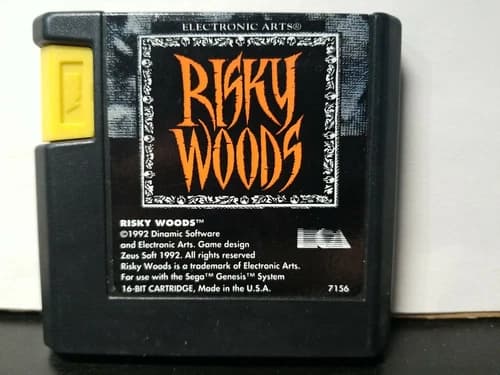 ELECTRONIC ARTS®
RISKY
WOODS
RISKY WOODS™
©1992 Dinamic Software
and Electronic Arts. Game design
Zeus Soft 1992. All rights reserved
Risky Woods is a trademark of Electronic Arts.
For use with the Sega™ Genesis™ System
16-BIT CARTRIDGE, Made in the U.S.A. 7156
EA